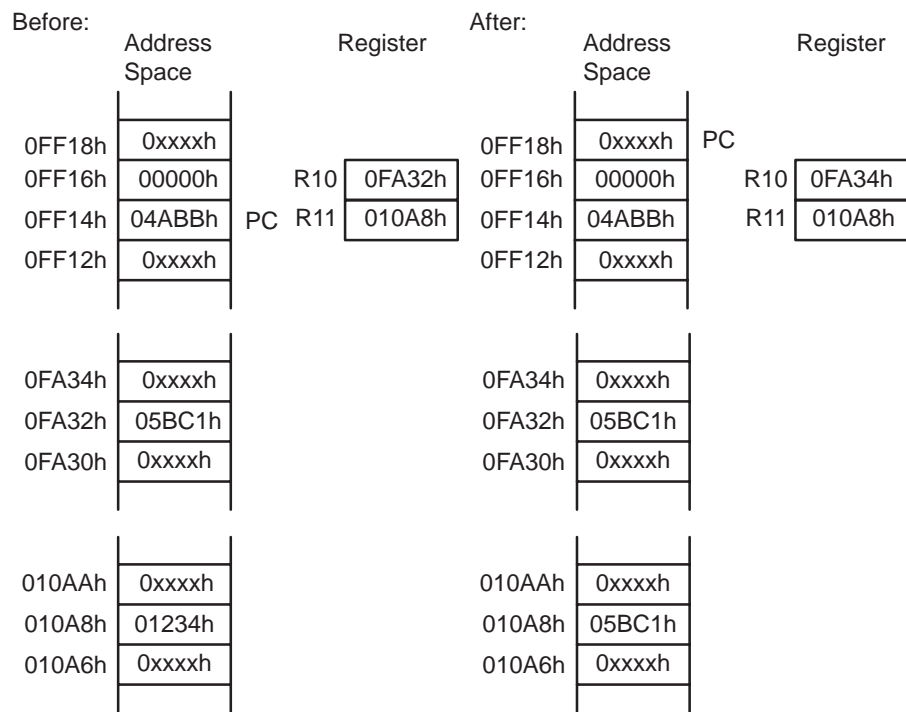 Before:
Address Space
Register
0FF18h 0xxxxh
0FF16h 00000h R10 0FA32h
0FF14h 04ABBh PC R11 010A8h
0FF12h 0xxxxh
0FA34h 0xxxxh
0FA32h 05BC1h
0FA30h 0xxxxh
010AAh 0xxxxh
010A8h 01234h
010A6h 0xxxxh
After:
Address Space
Register
0FF18h 0xxxxh PC
0FF16h 00000h R10 0FA34h
0FF14h 04ABBh R11 010A8h
0FF12h 0xxxxh
0FA34h 0xxxxh
0FA32h 05BC1h
0FA30h 0xxxxh
010AAh 0xxxxh
010A8h 05BC1h
010A6h 0xxxxh